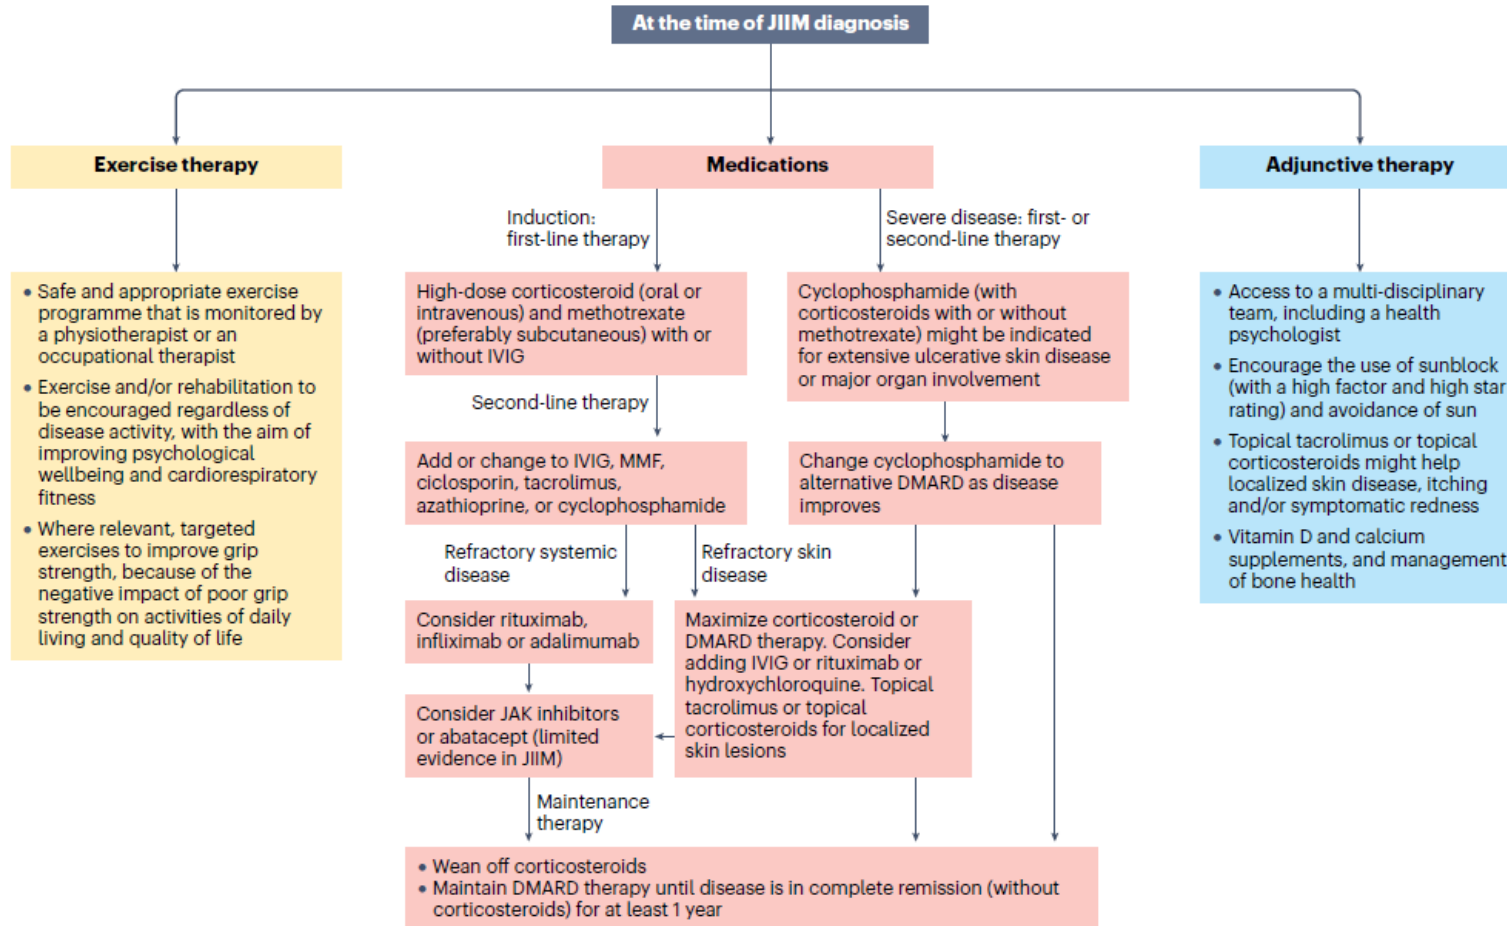 At the time of JIIM diagnosis
Exercise therapy
• Safe and appropriate exercise
programme that is monitored by
a physiotherapist or an
occupational therapist
• Exercise and/or rehabilitation to
be encouraged regardless of
disease activity, with the aim of
improving psychological
wellbeing and cardiorespiratory
fitness
• Where relevant, targeted
exercises to improve grip
strength, because of the
negative impact of poor grip
strength on activities of daily
living and quality of life
Medications
Induction:
first-line therapy
High-dose corticosteroid (oral or
intravenous) and methotrexate
(preferably subcutaneous) with or
without IVIG
Second-line therapy
Add or change to IVIG, MMF,
ciclosporin, tacrolimus,
azathioprine, or cyclophosphamide
Refractory systemic
disease
Consider rituximab,
infliximab or adalimumab
Consider JAK inhibitors
or abatacept (limited
evidence in JIIM)
Refractory skin
disease
Maximize corticosteroid or
DMARD therapy. Consider
adding IVIG or rituximab or
hydroxychloroquine. Topical
tacrolimus or topical
corticosteroids for localized
skin lesions
Severe disease: first- or
second-line therapy
Cyclophosphamide (with
corticosteroids with or without
methotrexate) might be indicated
for extensive ulcerative skin disease
or major organ involvement
Change cyclophosphamide to
alternative DMARD as disease
improves
Maintenance
therapy
• Wean off corticosteroids
• Maintain DMARD therapy until disease is in complete remission (without
corticosteroids) for at least 1 year
Adjunctive therapy
• Access to a multi-disciplinary
team, including a health
psychologist
• Encourage the use of sunblock
(with a high factor and high star
rating) and avoidance of sun
• Topical tacrolimus or topical
corticosteroids might help
localized skin disease, itching
and/or symptomatic redness
• Vitamin D and calcium
supplements, and management
of bone health